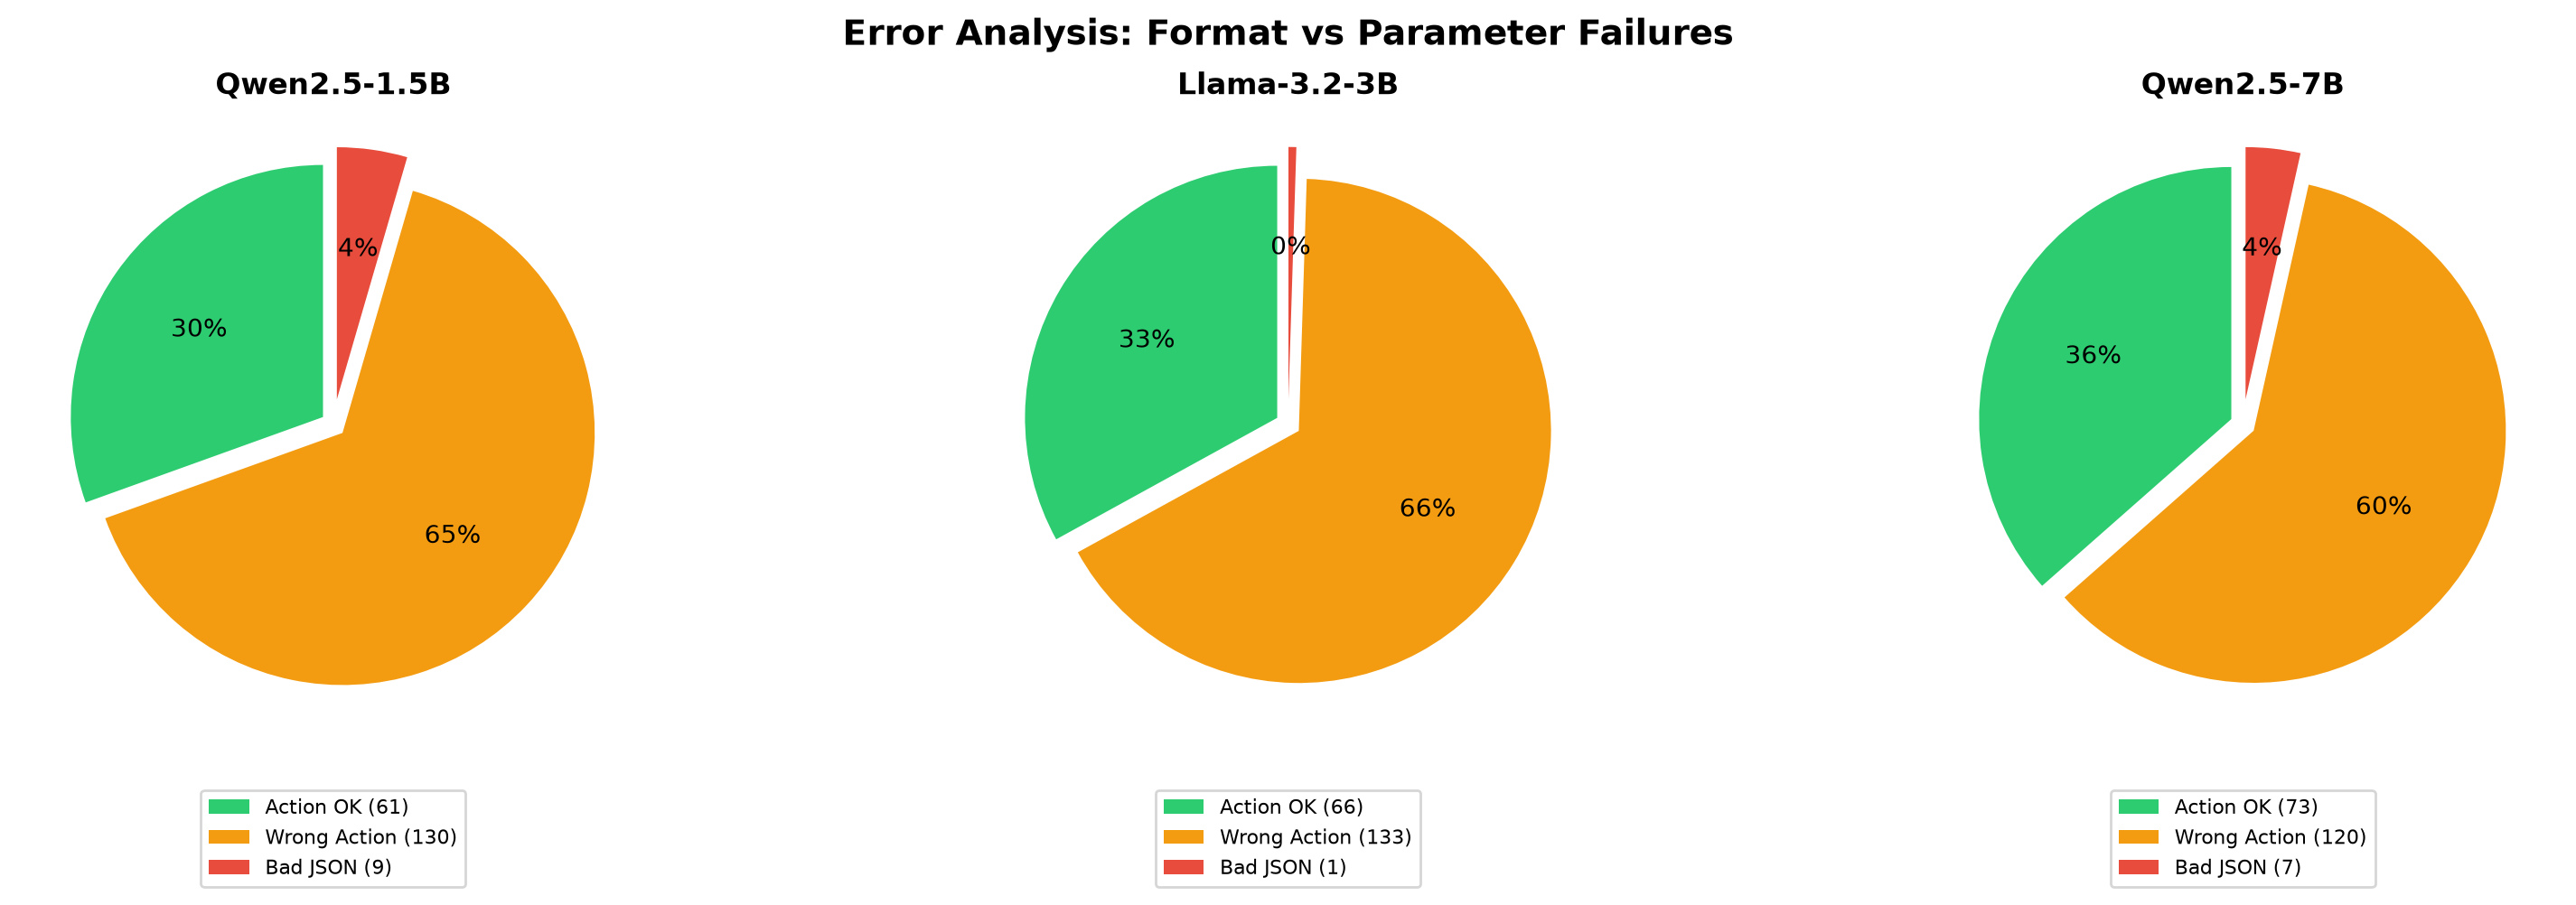 Error Analysis: Format vs Parameter Failures
Qwen2.5-1.5B
4%
30%
65%
Action OK (61)
Wrong Action (130)
Bad JSON (9)
Llama-3.2-3B
0%
33%
66%
Action OK (66)
Wrong Action (133)
Bad JSON (1)
Qwen2.5-7B
4%
36%
60%
Action OK (73)
Wrong Action (120)
Bad JSON (7)